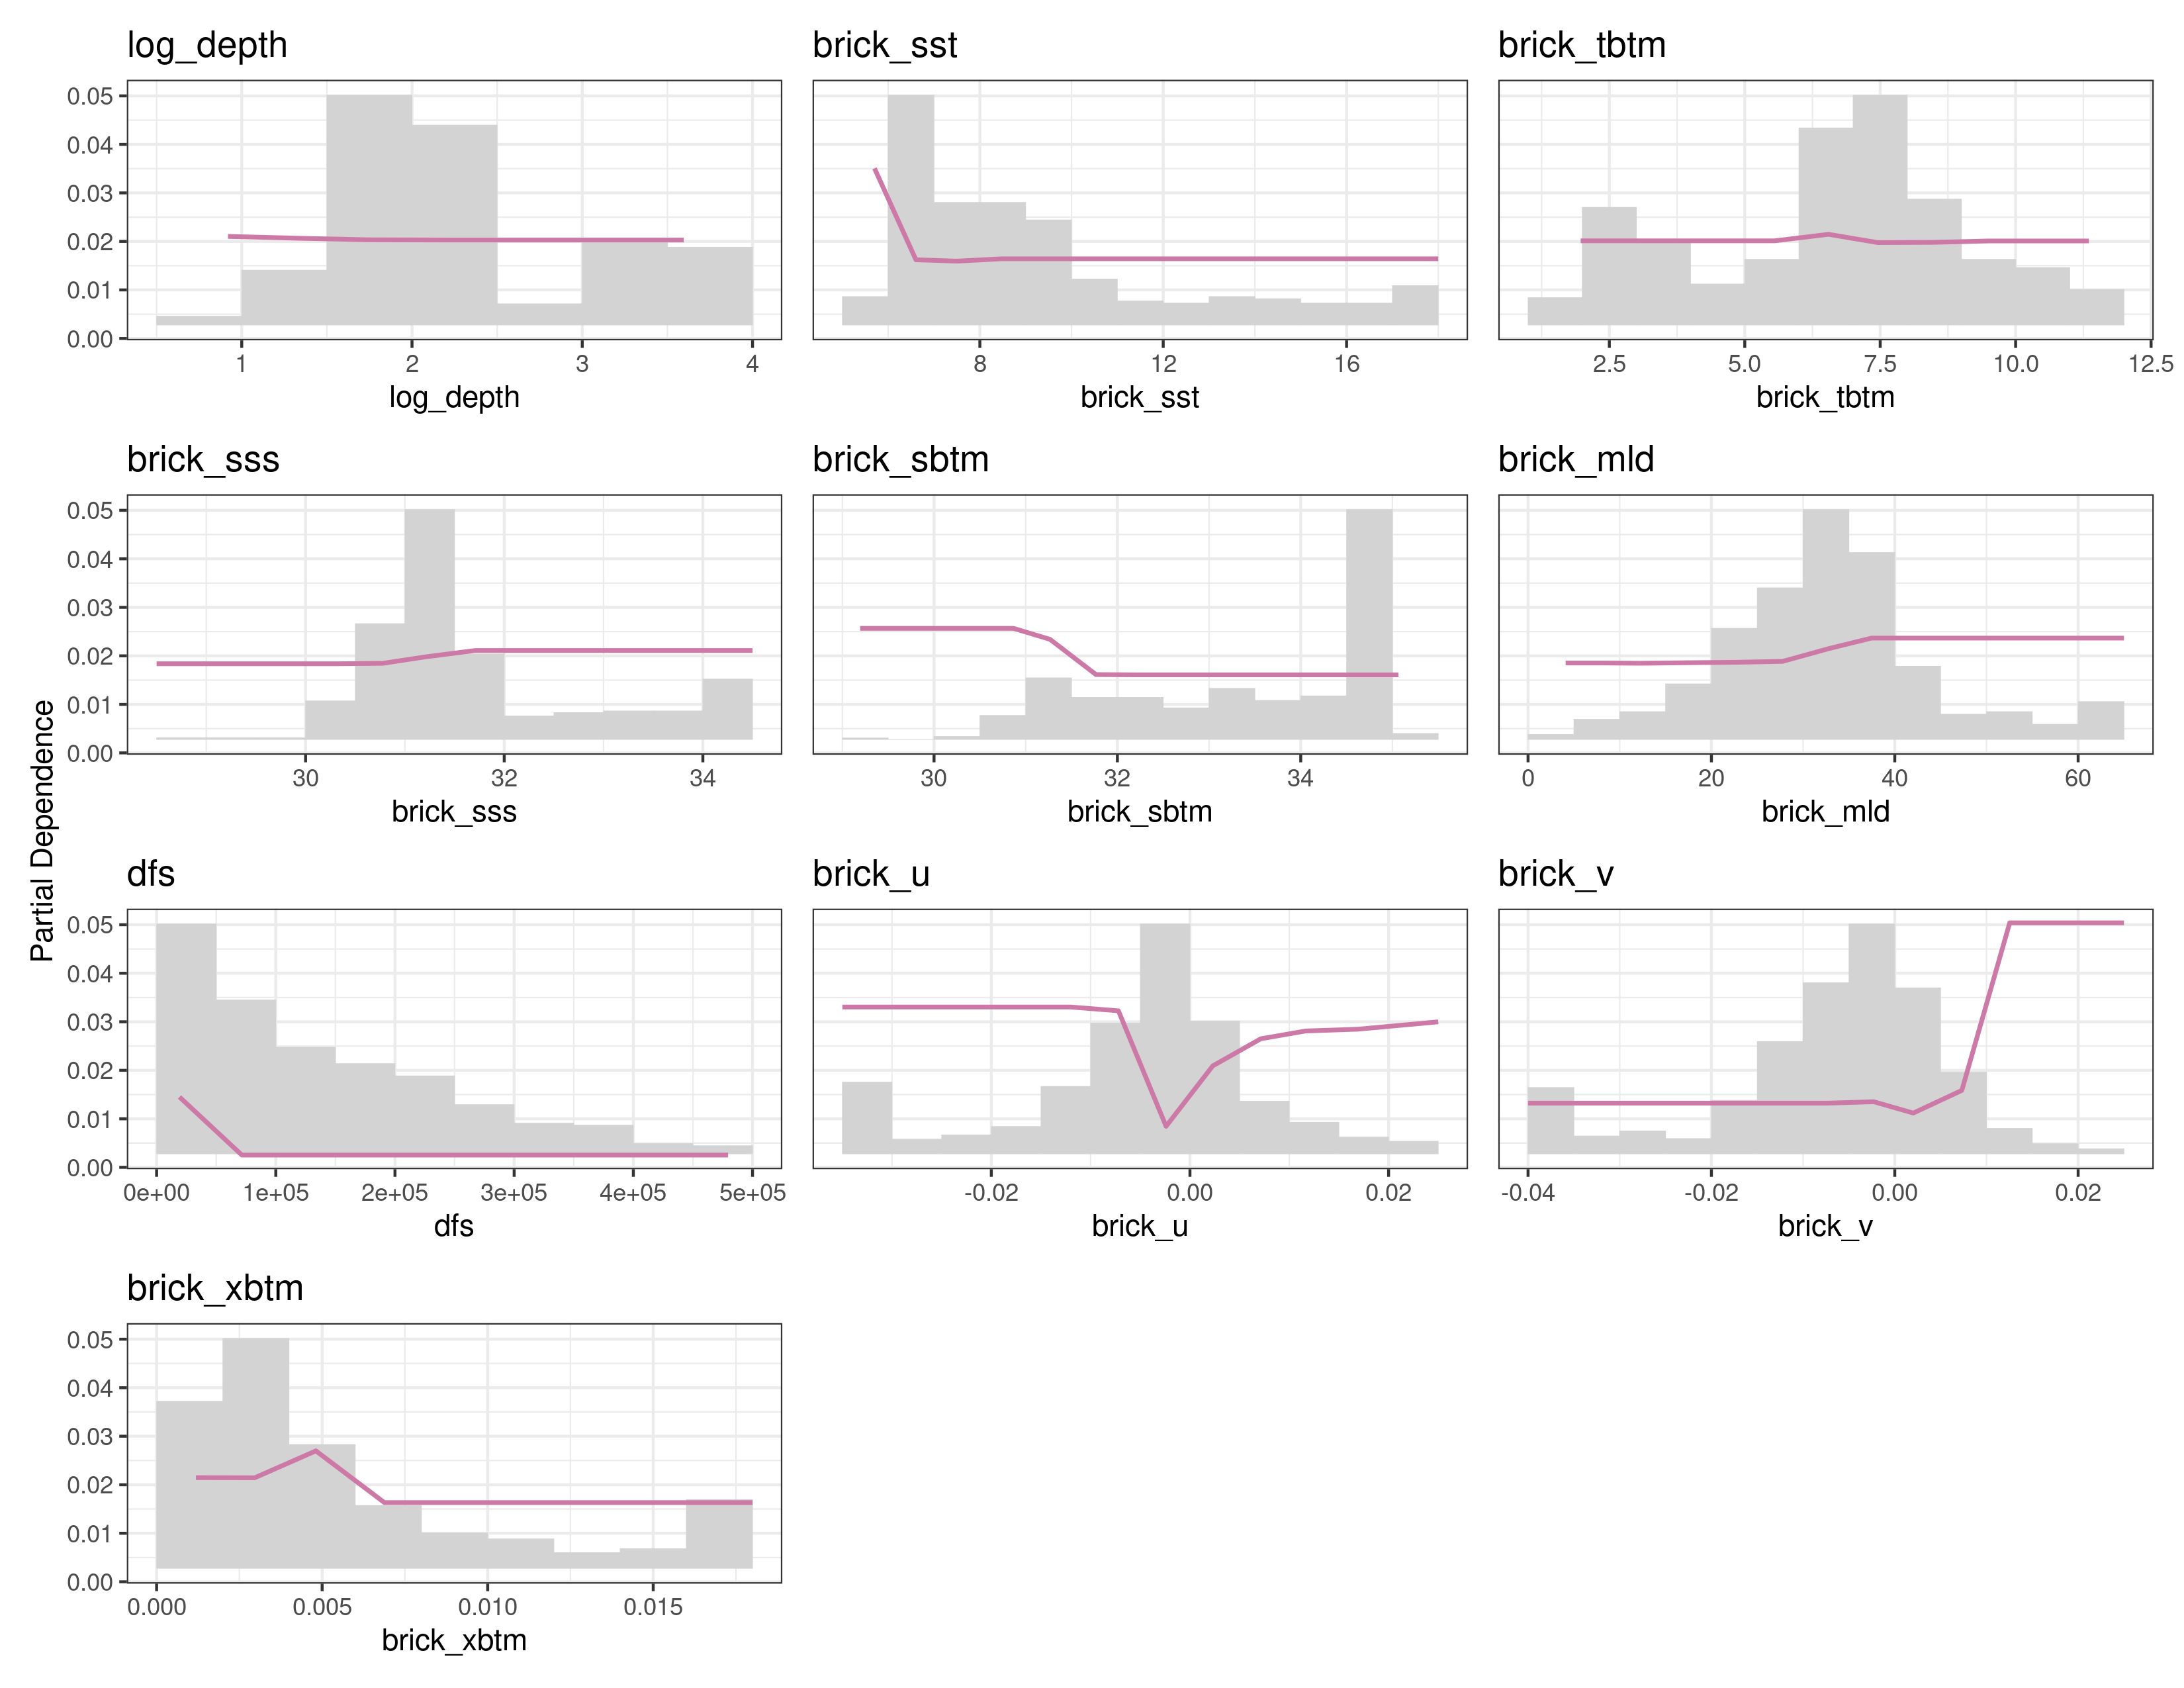 log_depth brick_sst brick_tbtm
0.05
0.04
0.03
0.02
0.01
0.00
1 2 3 4 8 12 16 2.5 5.0 7.5 10.0 12.5
log_depth brick_sst brick_tbtm
brick_sss brick_sbtm brick_mld
0.05
0.04
0.03
0.02
0.01
0.00
30 32 34 30 32 34 0 20 40 60
brick_sss brick_sbtm brick_mld
Partial Dependence
dfs brick_u brick_v
0.05
0.04
0.03
0.02
0.01
0.00
0e+00 1e+05 2e+05 3e+05 4e+05 5e+05 -0.02 0.00 0.02 -0.04 -0.02 0.00 0.02
dfs brick_u brick_v
brick_xbtm
0.05
0.04
0.03
0.02
0.01
0.00
0.000 0.005 0.010 0.015
brick_xbtm